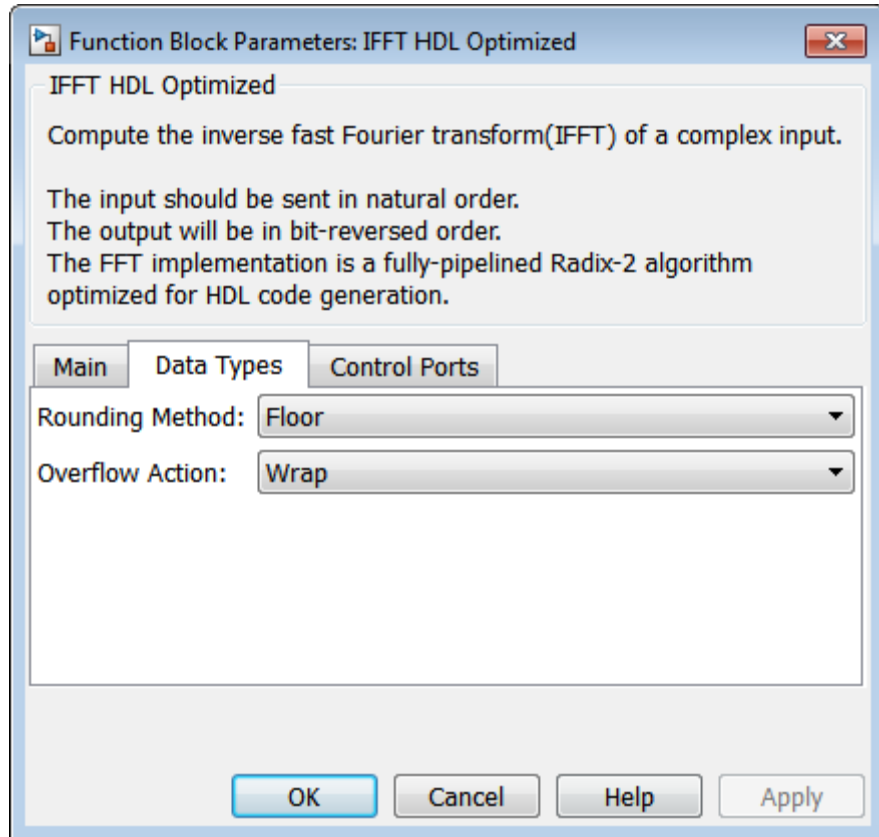 Function Block Parameters: IFFT HDL Optimized
IFFT HDL Optimized
Compute the inverse fast Fourier transform(IFFT) of a complex input.
The input should be sent in natural order.
The output will be in bit-reversed order.
The FFT implementation is a fully-pipelined Radix-2 algorithm
optimized for HDL code generation.
Main Data Types Control Ports
Rounding Method: Floor
Overflow Action: Wrap
OK Cancel Help Apply